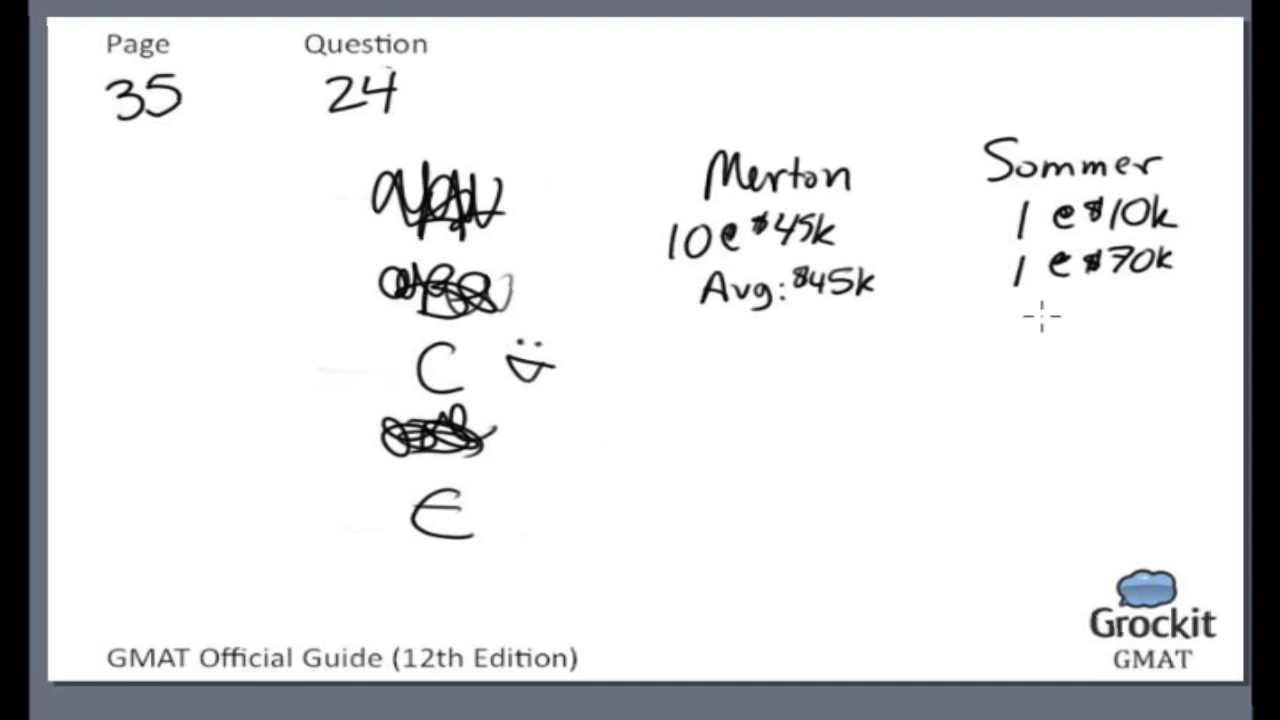 Page Question
35 24
Merton Sommer
10 @ $45k 1 @ $10k
Avg: $45k 1 @ $70k
C
E
Grockit
GMAT
GMAT Official Guide (12th Edition)